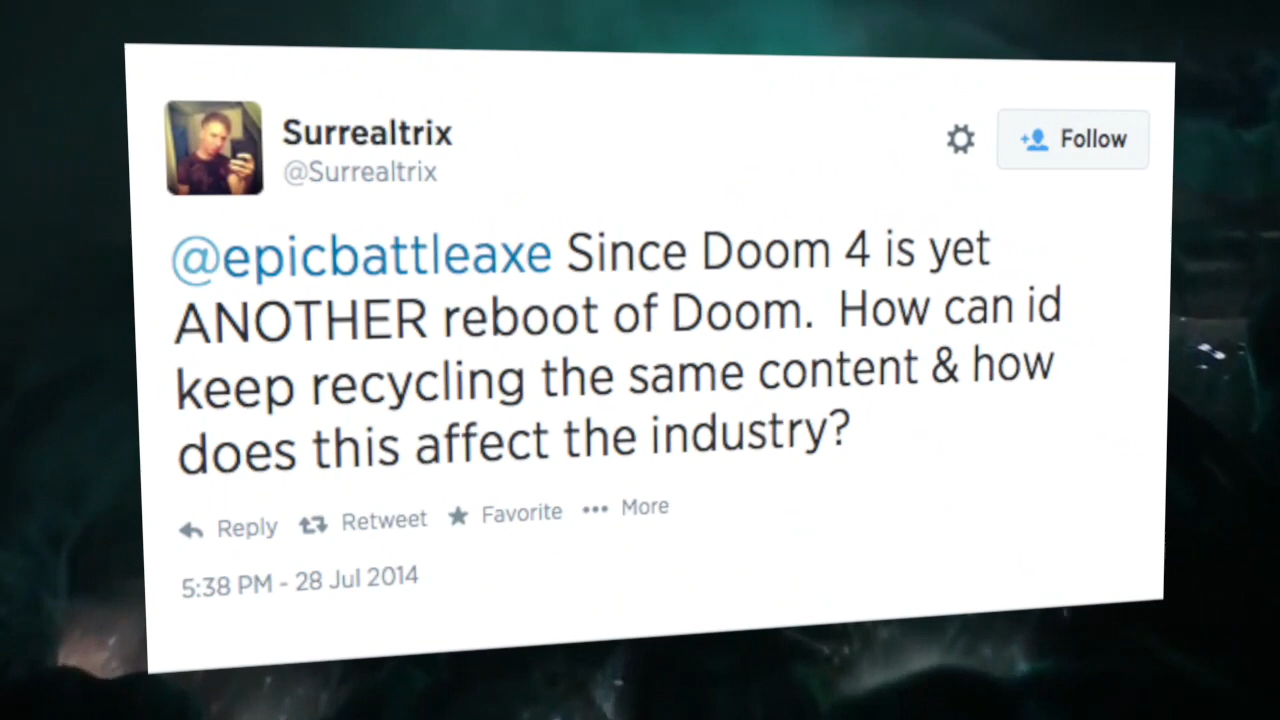 Surrealtrix
@Surrealtrix
Follow
@epicbattleaxe Since Doom 4 is yet
ANOTHER reboot of Doom.  How can id
keep recycling the same content & how
does this affect the industry?
Reply Retweet Favorite More
5:38 PM - 28 Jul 2014